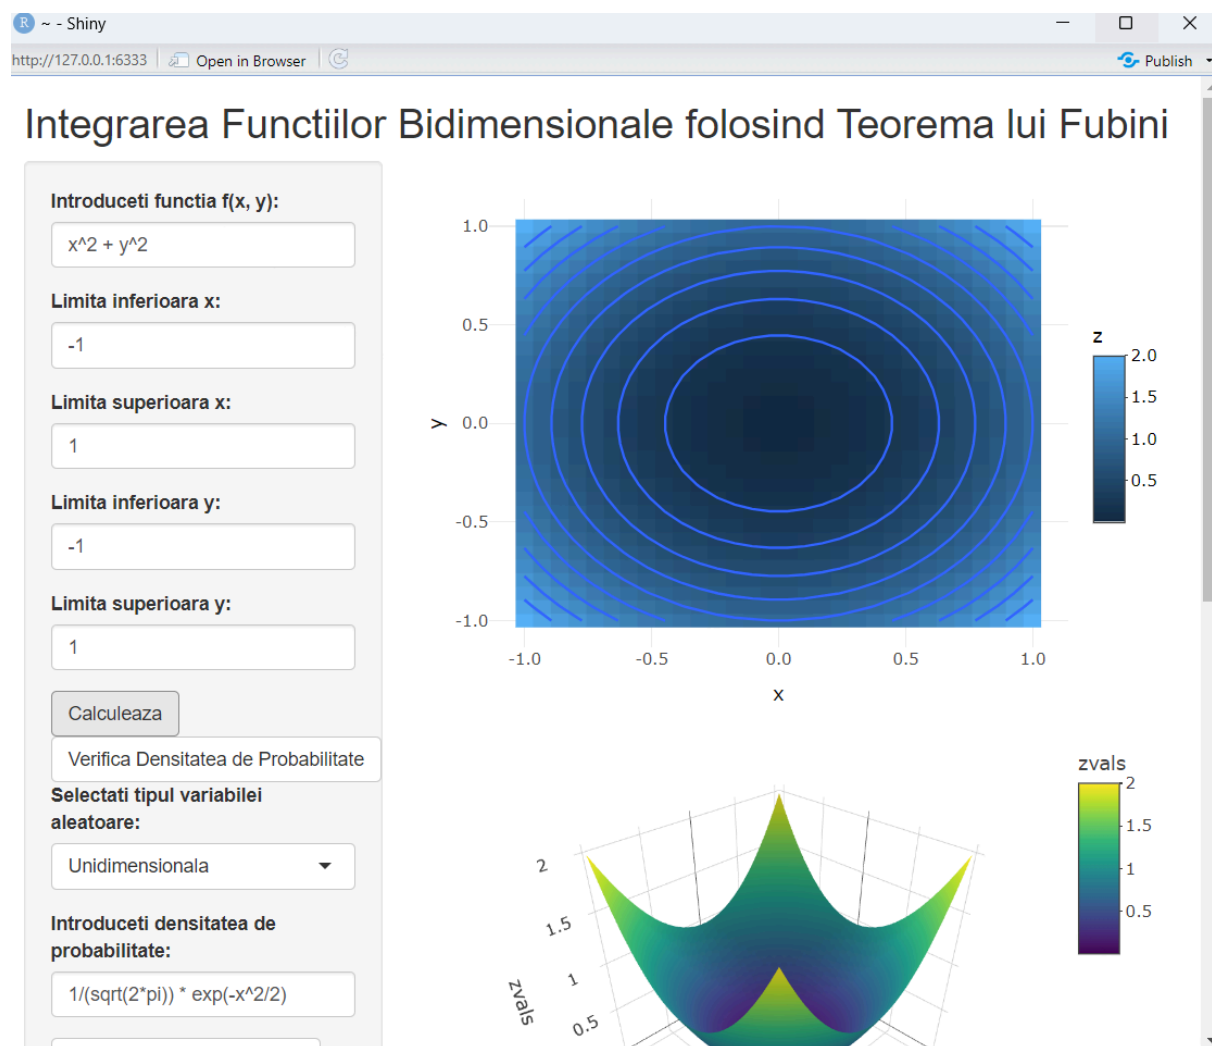 R ~ - Shiny
http://127.0.0.1:6333 Open in Browser Publish
Integrarea Functiilor Bidimensionale folosind Teorema lui Fubini
Introduceti functia f(x, y):
x^2 + y^2
Limita inferioara x:
-1
Limita superioara x:
1
Limita inferioara y:
-1
Limita superioara y:
1
Calculeaza
Verifica Densitatea de Probabilitate
Selectati tipul variabilei
aleatoare:
Unidimensionala
Introduceti densitatea de
probabilitate:
1/(sqrt(2*pi)) * exp(-x^2/2)
1.0
0.5
0.0
-0.5
-1.0
y
-1.0 -0.5 0.0 0.5 1.0
x
z
2.0
1.5
1.0
0.5
zvals
2
1.5
1
0.5
2
1.5
1
0.5
zvals